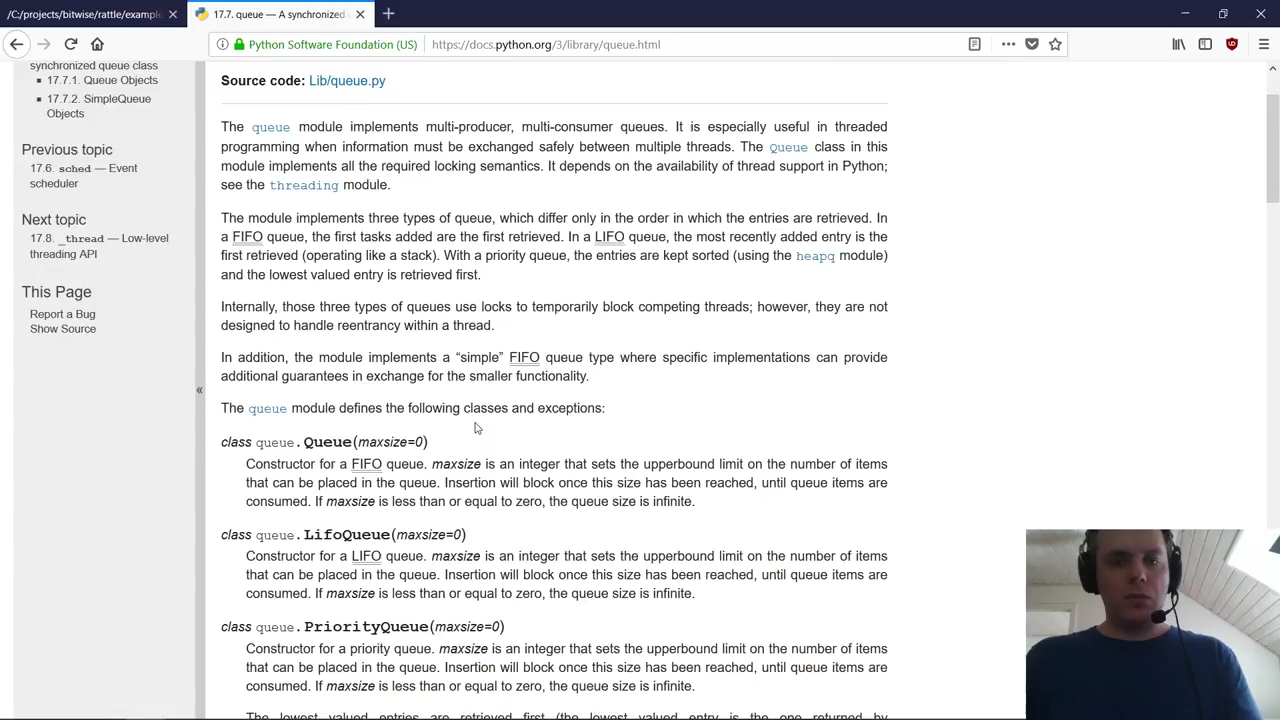 /C:/projects/bitwise/rattle/example
17.7. queue — A synchronized
Python Software Foundation (US)
https://docs.python.org/3/library/queue.html
synchronized queue class
17.7.1. Queue Objects
17.7.2. SimpleQueue
Objects
Previous topic
17.6. sched — Event
scheduler
Next topic
17.8. _thread — Low-level
threading API
This Page
Report a Bug
Show Source
«
Source code: Lib/queue.py
The queue module implements multi-producer, multi-consumer queues. It is especially useful in threaded
programming when information must be exchanged safely between multiple threads. The Queue class in this
module implements all the required locking semantics. It depends on the availability of thread support in Python;
see the threading module.
The module implements three types of queue, which differ only in the order in which the entries are retrieved. In
a FIFO queue, the first tasks added are the first retrieved. In a LIFO queue, the most recently added entry is the
first retrieved (operating like a stack). With a priority queue, the entries are kept sorted (using the heapq module)
and the lowest valued entry is retrieved first.
Internally, those three types of queues use locks to temporarily block competing threads; however, they are not
designed to handle reentrancy within a thread.
In addition, the module implements a “simple” FIFO queue type where specific implementations can provide
additional guarantees in exchange for the smaller functionality.
The queue module defines the following classes and exceptions:
class queue.Queue(maxsize=0)
Constructor for a FIFO queue. maxsize is an integer that sets the upperbound limit on the number of items
that can be placed in the queue. Insertion will block once this size has been reached, until queue items are
consumed. If maxsize is less than or equal to zero, the queue size is infinite.
class queue.LifoQueue(maxsize=0)
Constructor for a LIFO queue. maxsize is an integer that sets the upperbound limit on the number of items
that can be placed in the queue. Insertion will block once this size has been reached, until queue items are
consumed. If maxsize is less than or equal to zero, the queue size is infinite.
class queue.PriorityQueue(maxsize=0)
Constructor for a priority queue. maxsize is an integer that sets the upperbound limit on the number of items
that can be placed in the queue. Insertion will block once this size has been reached, until queue items are
consumed. If maxsize is less than or equal to zero, the queue size is infinite.
The lowest valued entries are retrieved first (the lowest valued entry is the one returned by